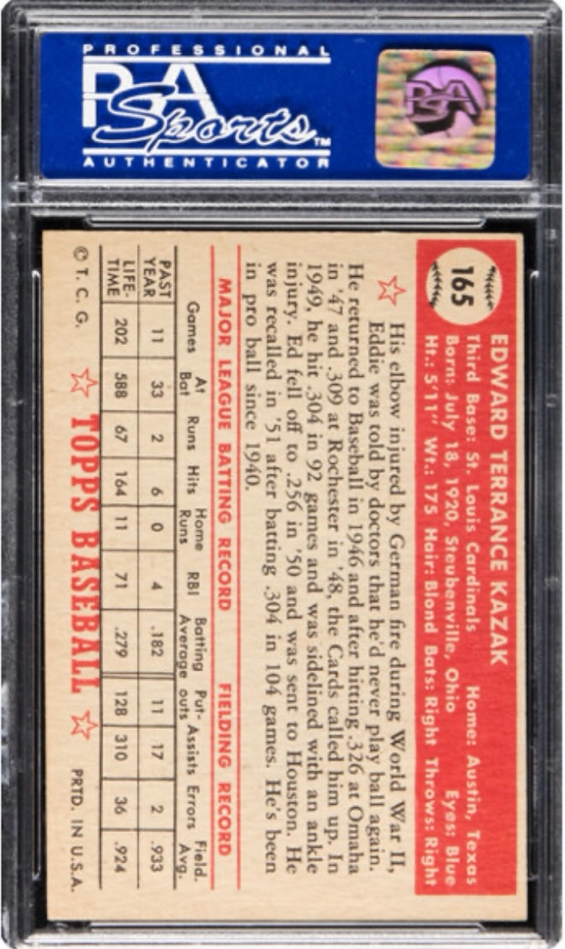 PROFESSIONAL
PSA
Sports™
AUTHENTICATOR
PSA
165
EDWARD TERRANCE KAZAK
Third Base: St. Louis Cardinals Home: Austin, Texas
Born: July 18, 1920, Steubenville, Ohio Eyes: Blue
Ht.: 5'11" Wt.: 175 Hair: Blond Bats: Right Throws: Right
His elbow injured by German fire during World War II,
Eddie was told by doctors that he'd never play ball again.
He returned to Baseball in 1946 and after hitting .326 at Omaha
in '47 and .309 at Rochester in '48, the Cards called him up. In
1949, he hit .304 in 92 games and was sidelined with an ankle
injury. Ed fell off to .256 in '50 and was sent to Houston. He
was recalled in '51 after batting .304 in 104 games. He's been
in pro ball since 1940.
MAJOR LEAGUE BATTING RECORD FIELDING RECORD
Games At Bat Runs Hits Home Runs RBI Batting Average Put-outs Assists Errors Field. Avg.
PAST YEAR 11 33 2 6 0 4 .182 11 17 2 .933
LIFE-TIME 202 588 67 164 11 71 .279 128 310 36 .924
© T. C. G. ☆ TOPPS BASEBALL ☆ PRTD. IN U.S.A.